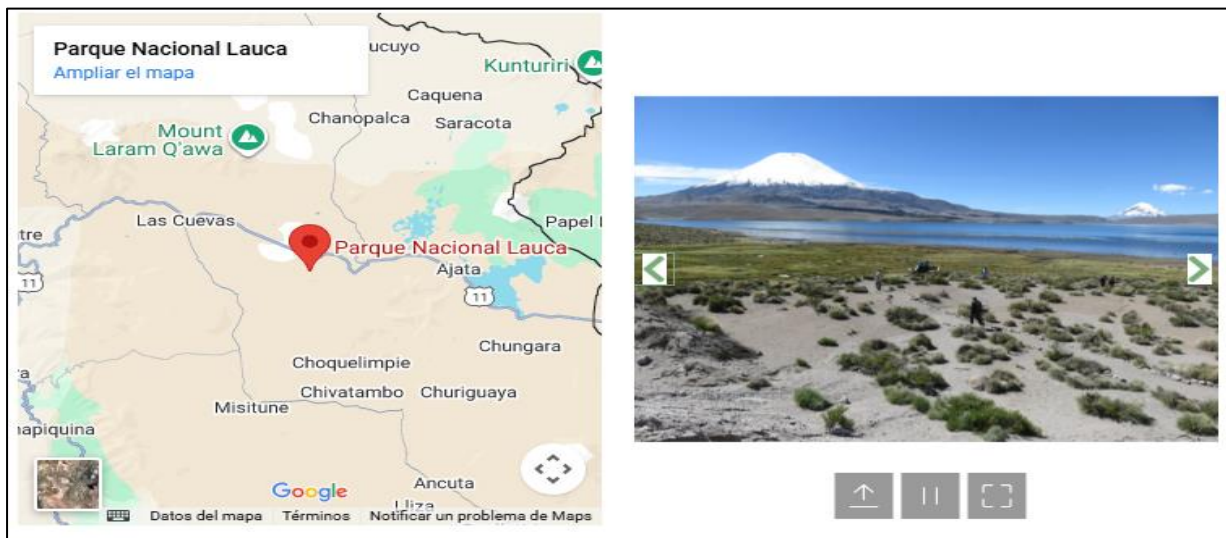 Parque Nacional Lauca
Ampliar el mapa
ucuyo
Kunturiri
Caquena
Chanopalca
Saracota
Mount
Laram Q'awa
Las Cuevas
Papel
tre
Parque Nacional Lauca
Ajata
11
11
Chungara
Choquelimpie
Chivatambo
Churiguaya
Misitune
apiquina
Ancuta
Google
Lliza
Datos del mapa
Términos
Notificar un problema de Maps